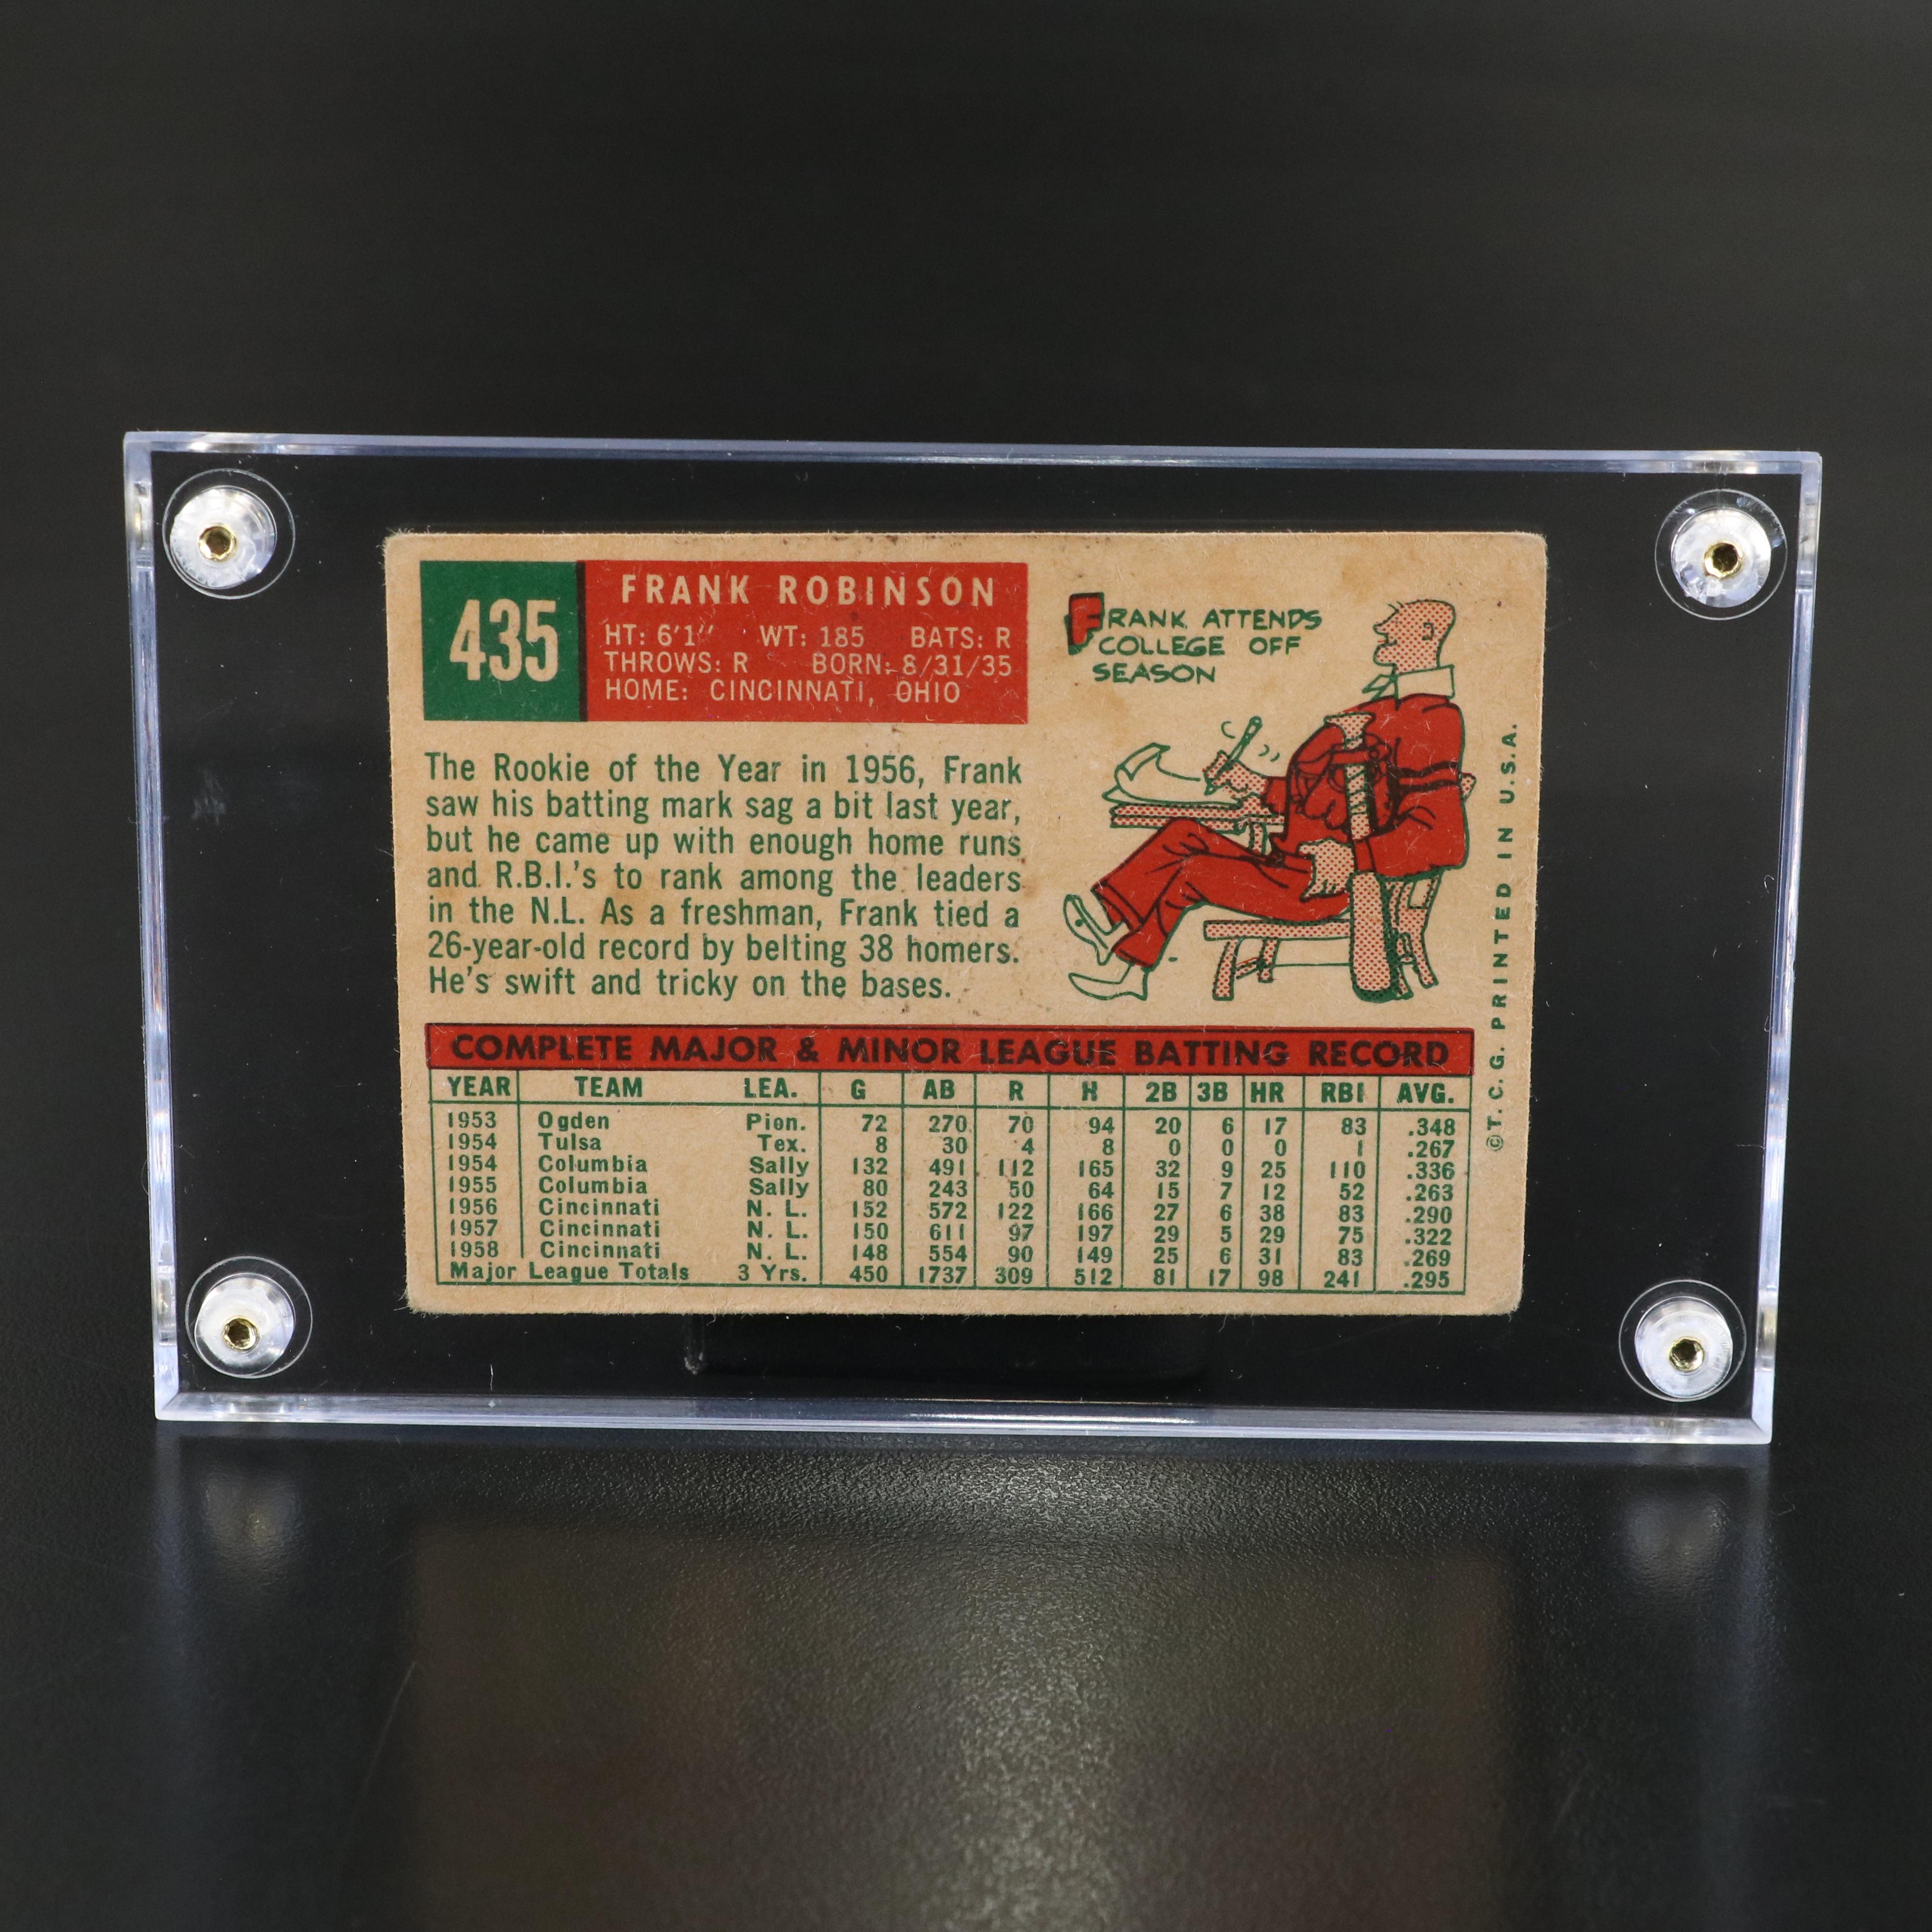 435
FRANK ROBINSON
HT: 6'1" WT: 185 BATS: R
THROWS: R BORN: 8/31/35
HOME: CINCINNATI, OHIO
FRANK ATTENDS
COLLEGE OFF
SEASON
The Rookie of the Year in 1956, Frank
saw his batting mark sag a bit last year,
but he came up with enough home runs
and R.B.I.'s to rank among the leaders
in the N.L. As a freshman, Frank tied a
26-year-old record by belting 38 homers.
He's swift and tricky on the bases.
©T.C.G. PRINTED IN U.S.A.
COMPLETE MAJOR & MINOR LEAGUE BATTING RECORD
YEAR TEAM LEA. G AB R H 2B 3B HR RBI AVG.
1953 Ogden Pion. 72 270 70 94 20 6 17 83 .348
1954 Tulsa Tex. 8 30 4 8 0 0 0 1 .267
1954 Columbia Sally 132 491 112 165 32 9 25 110 .336
1955 Columbia Sally 80 243 50 64 15 7 12 52 .263
1956 Cincinnati N. L. 152 572 122 166 27 6 38 83 .290
1957 Cincinnati N. L. 150 611 97 197 29 5 29 75 .322
1958 Cincinnati N. L. 148 554 90 149 25 6 31 83 .269
Major League Totals 3 Yrs. 450 1737 309 512 81 17 98 241 .295